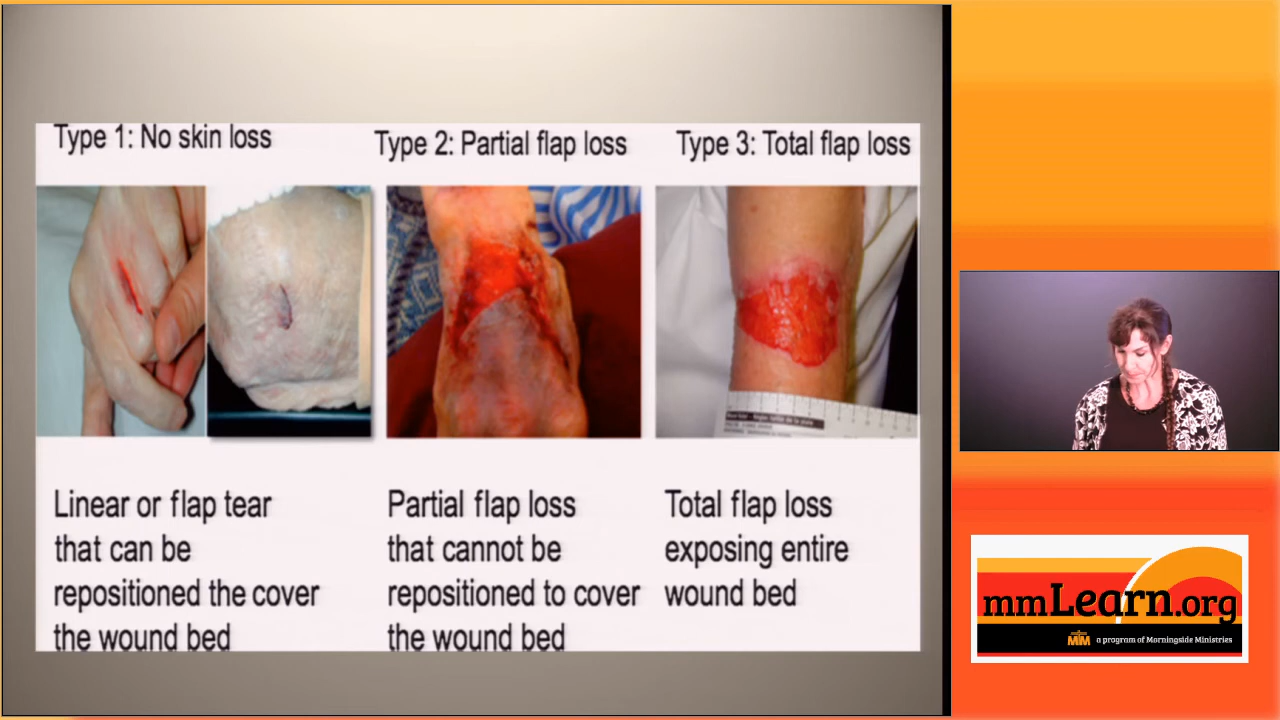 Type 1: No skin loss
Type 2: Partial flap loss
Type 3: Total flap loss
Linear or flap tear
that can be
repositioned the cover
the wound bed
Partial flap loss
that cannot be
repositioned to cover
the wound bed
Total flap loss
exposing entire
wound bed
mmLearn.org
MM
a program of Morningside Ministries